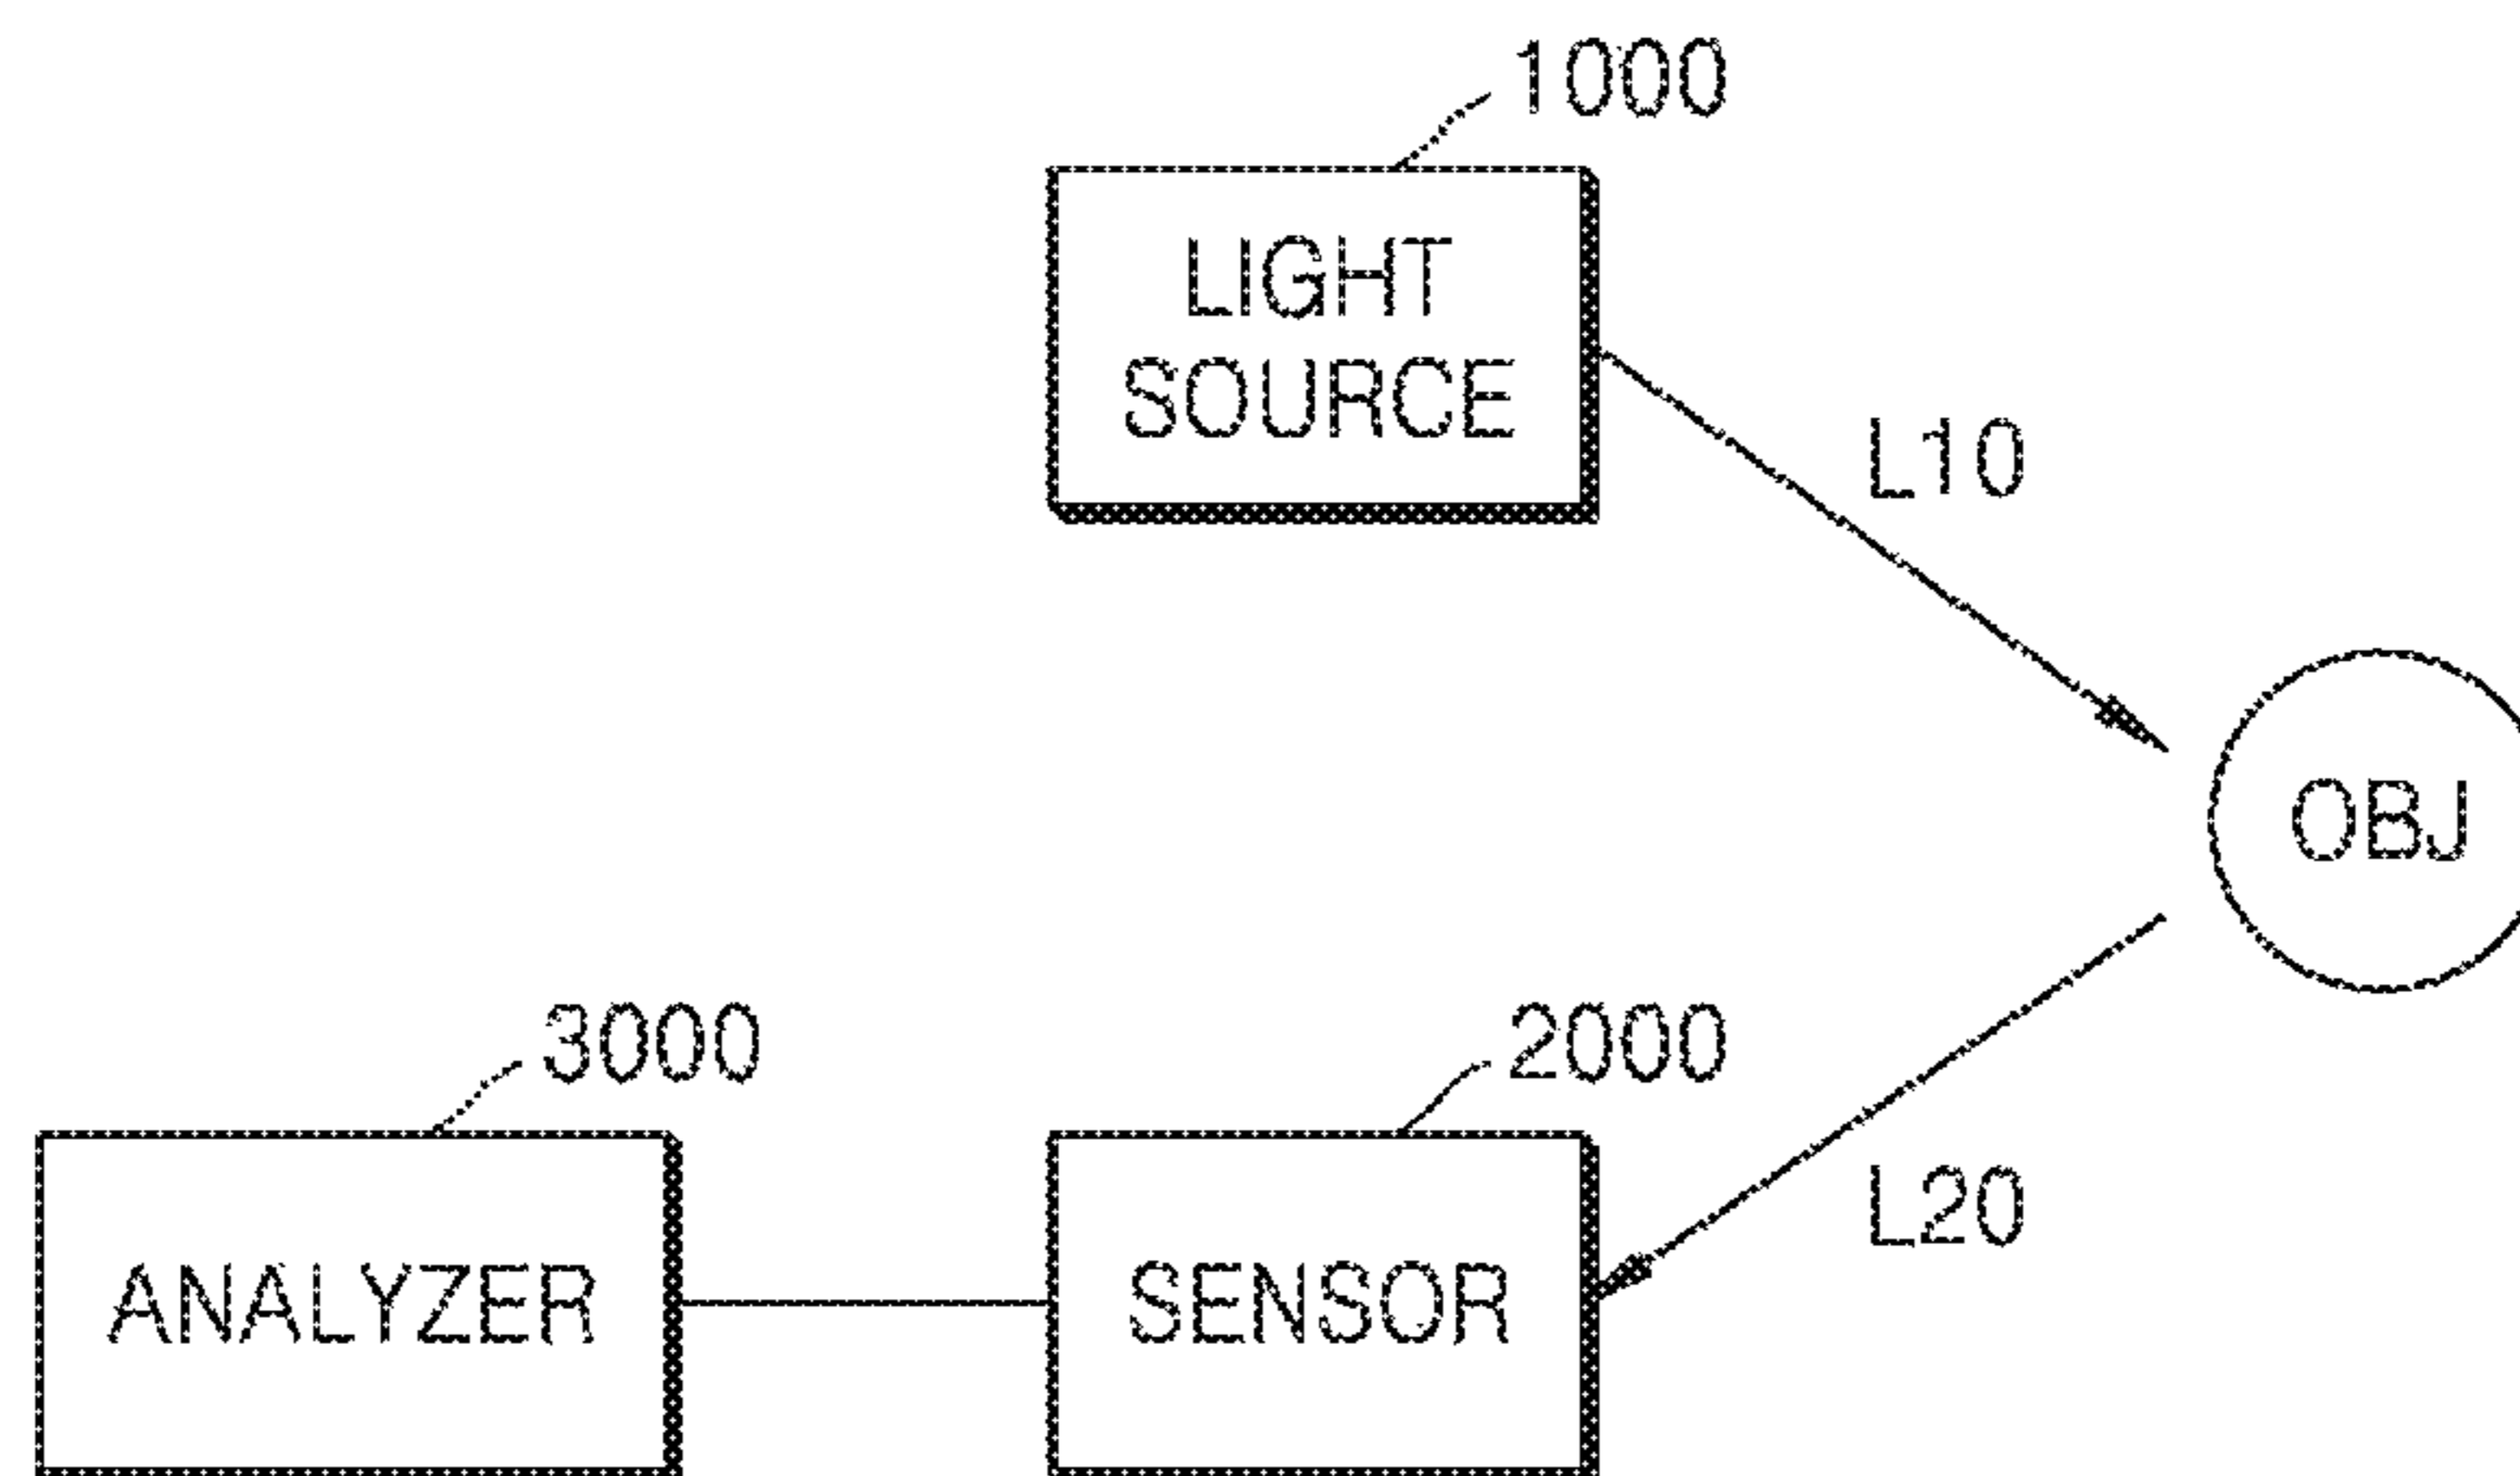 1000
LIGHT
SOURCE
L10
OBJ
3000
2000
L20
ANALYZER
SENSOR